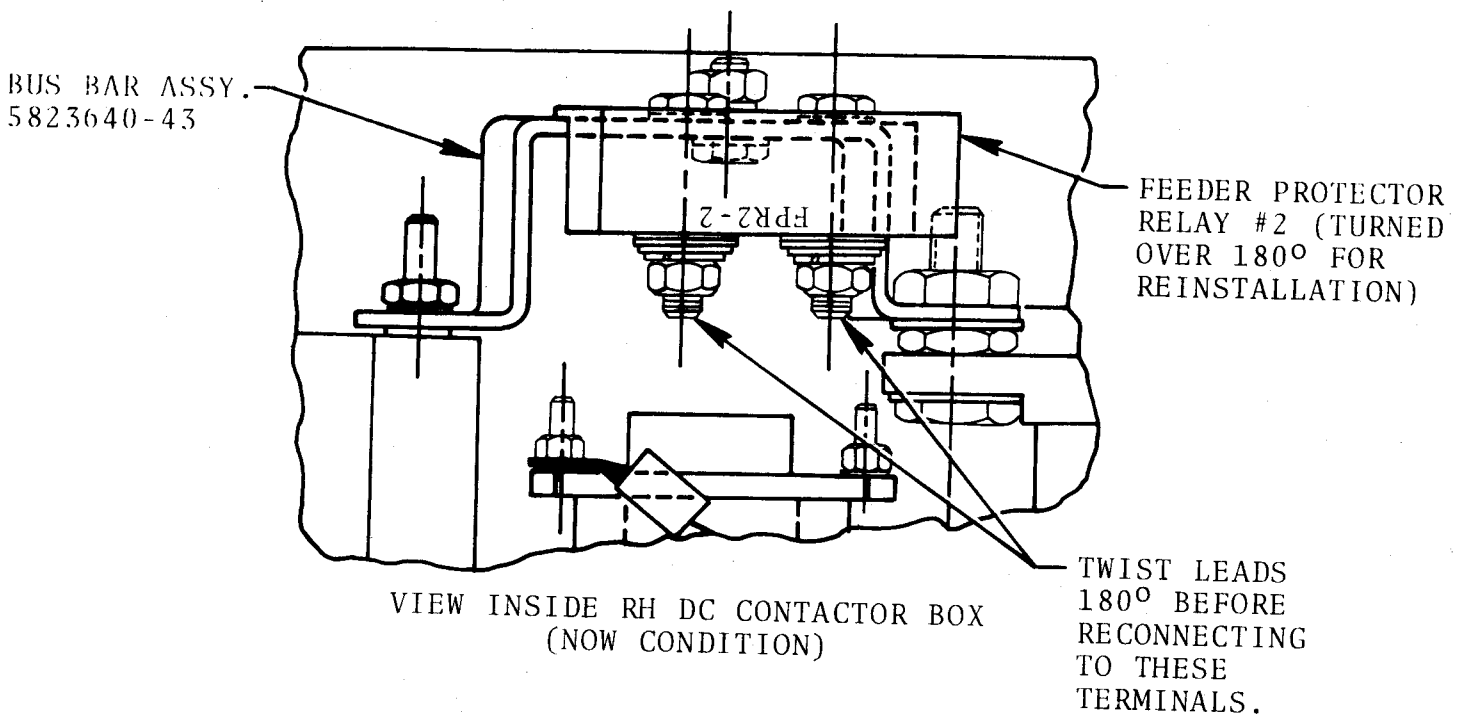 BUS BAR ASSY.
5823640-43
FPR2-2
FEEDER PROTECTOR
RELAY #2 (TURNED
OVER 180° FOR
REINSTALLATION)
VIEW INSIDE RH DC CONTACTOR BOX
(NOW CONDITION)
TWIST LEADS
180° BEFORE
RECONNECTING
TO THESE
TERMINALS.